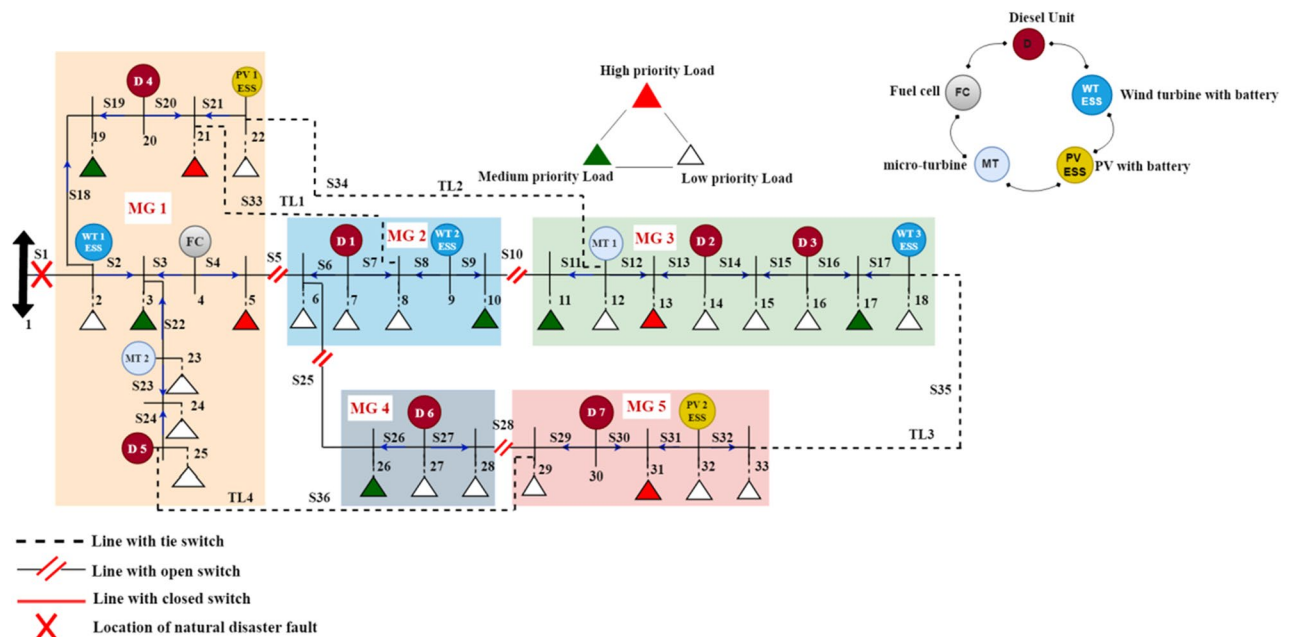 Diesel Unit
D
Fuel cell
FC
WT
ESS
Wind turbine with battery
micro-turbine
MT
PV
ESS
PV with battery
High priority Load
Medium priority Load
Low priority Load
D 4
PV 1
ESS
S19
S20
S21
19
20
21
22
S18
MG 1
S33
TL1
S34
TL2
WT 1
ESS
FC
S1
S2
S3
S4
S5
1
2
3
4
5
S22
MT 2
23
S23
24
S24
D 5
25
TL4
S36
D 1
MG 2
WT 2
ESS
S6
S7
S8
S9
S10
6
7
8
9
10
S25
MT 1
MG 3
D 2
D 3
WT 3
ESS
S11
S12
S13
S14
S15
S16
S17
11
12
13
14
15
16
17
18
S35
TL3
MG 4
D 6
S26
S27
S28
26
27
28
D 7
MG 5
PV 2
ESS
S29
S30
S31
S32
29
30
31
32
33
Line with tie switch
Line with open switch
Line with closed switch
Location of natural disaster fault